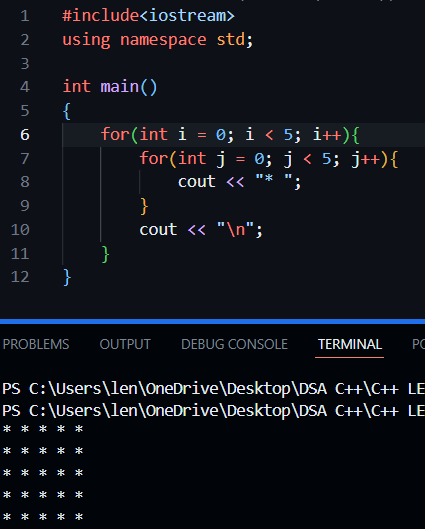 1 #include<iostream>
2 using namespace std;
3
4 int main()
5 {
6     for(int i = 0; i < 5; i++){
7         for(int j = 0; j < 5; j++){
8             cout << "* ";
9         }
10         cout << "\n";
11     }
12 }
PROBLEMS OUTPUT DEBUG CONSOLE TERMINAL
PS C:\Users\len\OneDrive\Desktop\DSA C++\C++ LE
PS C:\Users\len\OneDrive\Desktop\DSA C++\C++ LE
* * * * *
* * * * *
* * * * *
* * * * *
* * * * *